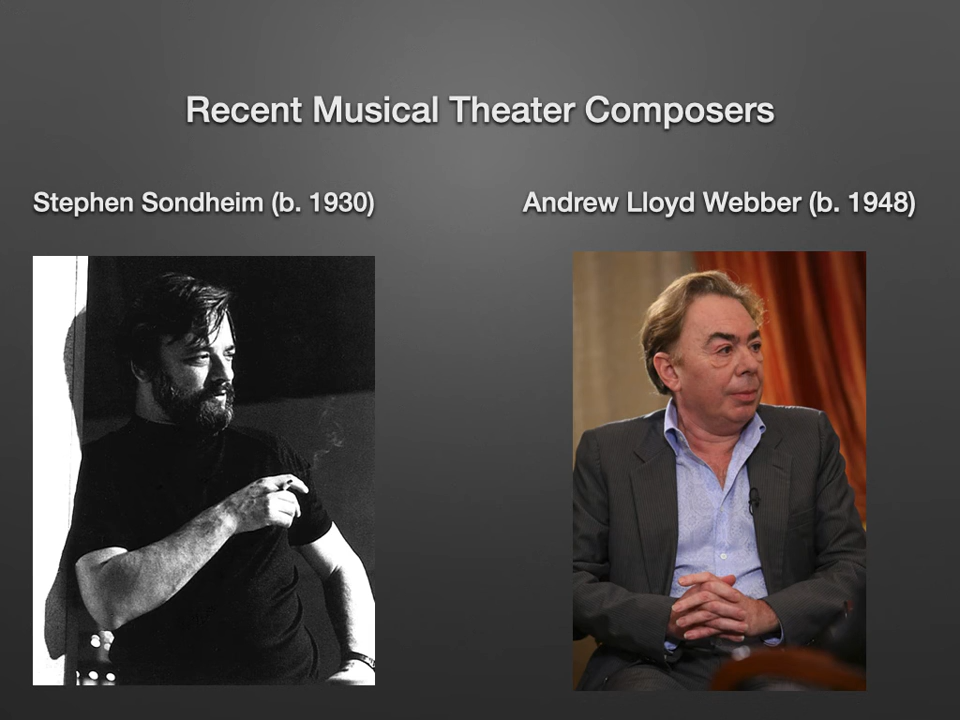 Recent Musical Theater Composers
Stephen Sondheim (b. 1930)
Andrew Lloyd Webber (b. 1948)